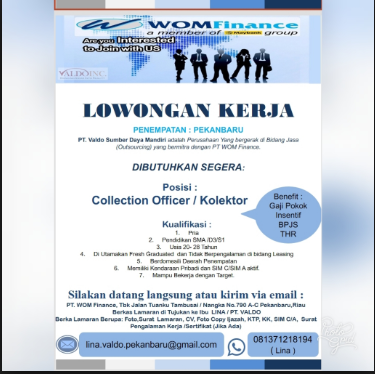 WOMFinance
a member of Maybank group
Are you Interested
to Join with US
VALDOINC
LOWONGAN KERJA
PENEMPATAN : PEKANBARU
PT. Valdo Sumber Daya Mandiri adalah Perusahaan Yang bergerak di Bidang Jasa
(Outsourcing) yang bermitra dengan PT WOM Finance.
DIBUTUHKAN SEGERA:
Posisi :
Collection Officer / Kolektor
Benefit :
Gaji Pokok
Insentif
BPJS
THR
Kualifikasi :
1. Pria
2. Pendidikan SMA /D3/S1
3. Usia 20- 28 Tahun
4. Di Utamakan Fresh Graduated dan Tidak Berpengalaman di bidang Leasing
5. Berdomisili Daerah Penempatan
6. Memiliki Kendaraan Pribadi dan SIM C/SIM A aktif.
7. Mampu Bekerja dengan Target.
Silakan datang langsung atau kirim via email :
PT. WOM Finance, Tbk Jalan Tuanku Tambusai / Nangka No.790 A-C Pekanbaru,Riau
Berkas Lamaran di Tujukan ke Ibu LINA / PT. VALDO
Berka Lamaran Berupa: Foto,Surat Lamaran, CV, Foto Copy Ijazah, KTP, KK, SIM C/A, Surat
Pengalaman Kerja /Sertifikat (Jika Ada)
lina.valdo.pekanbaru@gmail.com
081371218194
( Lina )